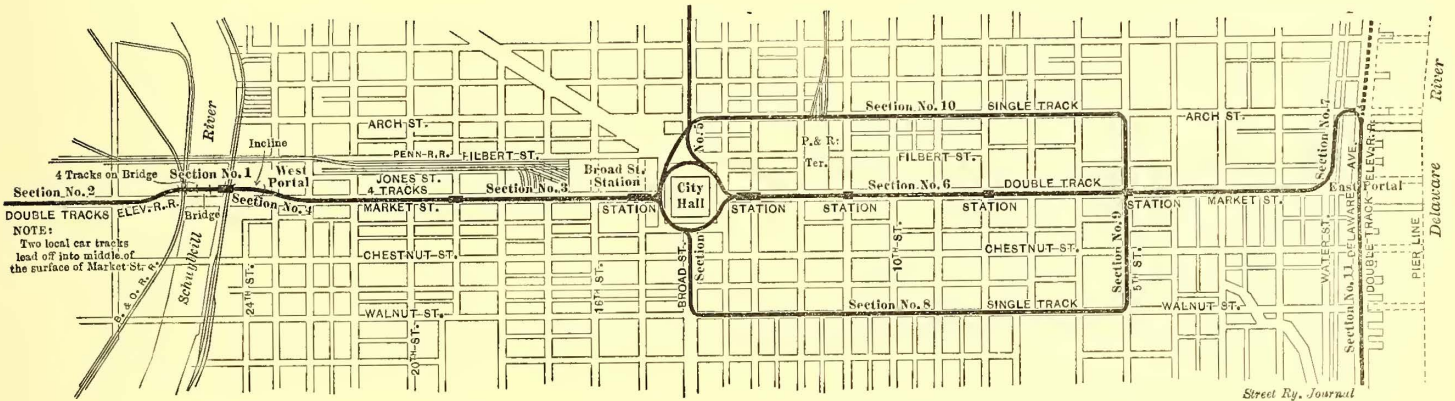 Section No. 10
SINGLE TRACK
ARCH ST.
ARCH ST.
River
River
Delaware
Incline
PENN-R.R.
FILBERT ST.
P. & R:
Ter.
FILBERT ST.
No. 5
Section No. 7
4 Tracks on Bridge
Section No. 1
West
Portal
Broad St.
Station
JONES ST.
4 TRACKS
Section No. 3
Section No. 2
City
Hall
Section No. 6
DOUBLE TRACK
East Portal
DOUBLE TRACKS
ELEV. R.R.
Bridge
Section No. 4
MARKET ST.
STATION
STATION
STATION
STATION
STATION
MARKET ST.
NOTE:
Two local car tracks
lead off into middle of
the surface of Market St.
B. & O. R. R.
Schuylkill
CHESTNUT ST.
BROAD ST.
Section
10TH ST.
CHESTNUT ST.
Section No. 9
5TH ST.
WATER ST.
Section No. 11
DELAWARE AVE.
DOUBLE-TRACK ELEV. R.R.
PIER LINE
24TH ST.
WALNUT ST.
20TH ST.
16TH ST.
Section No. 8
SINGLE TRACK
WALNUT ST.
Street Ry. Journal